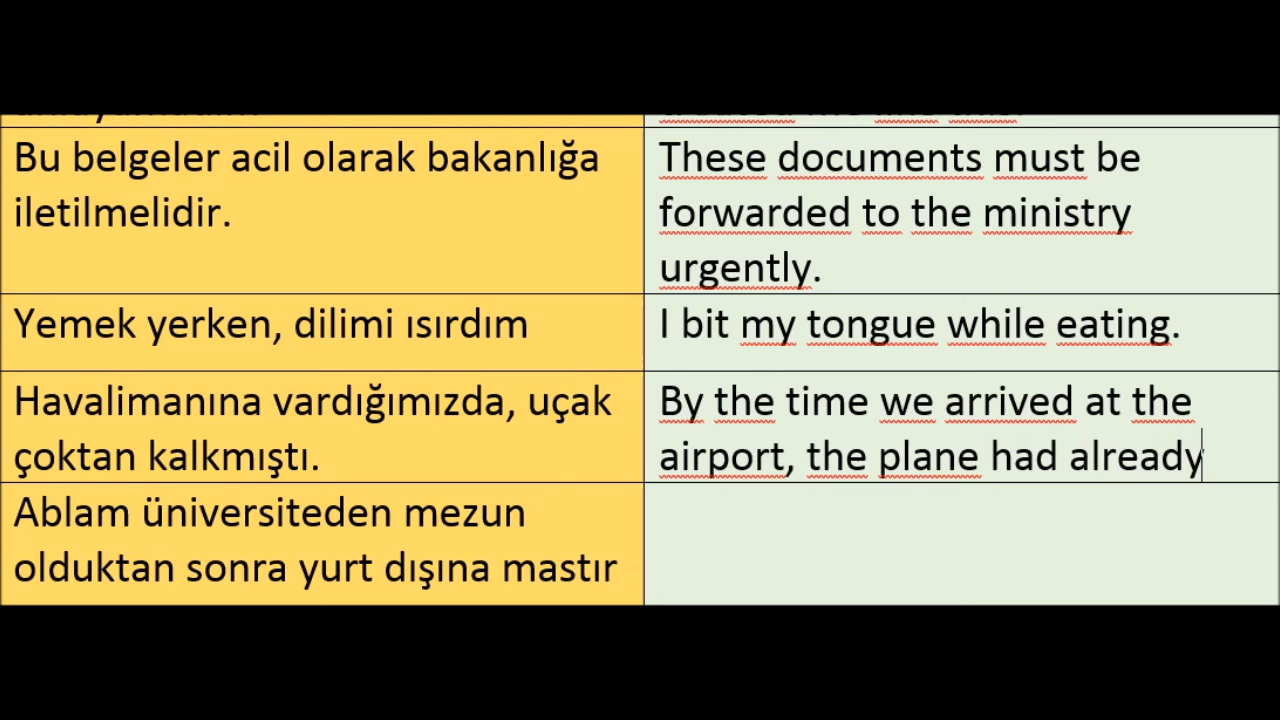 Bu belgeler acil olarak bakanlığa
iletilmelidir.
These documents must be
forwarded to the ministry
urgently.
Yemek yerken, dilimi ısırdım
I bit my tongue while eating.
Havalimanına vardığımızda, uçak
çoktan kalkmıştı.
By the time we arrived at the
airport, the plane had already
Ablam üniversiteden mezun
olduktan sonra yurt dışına mastır